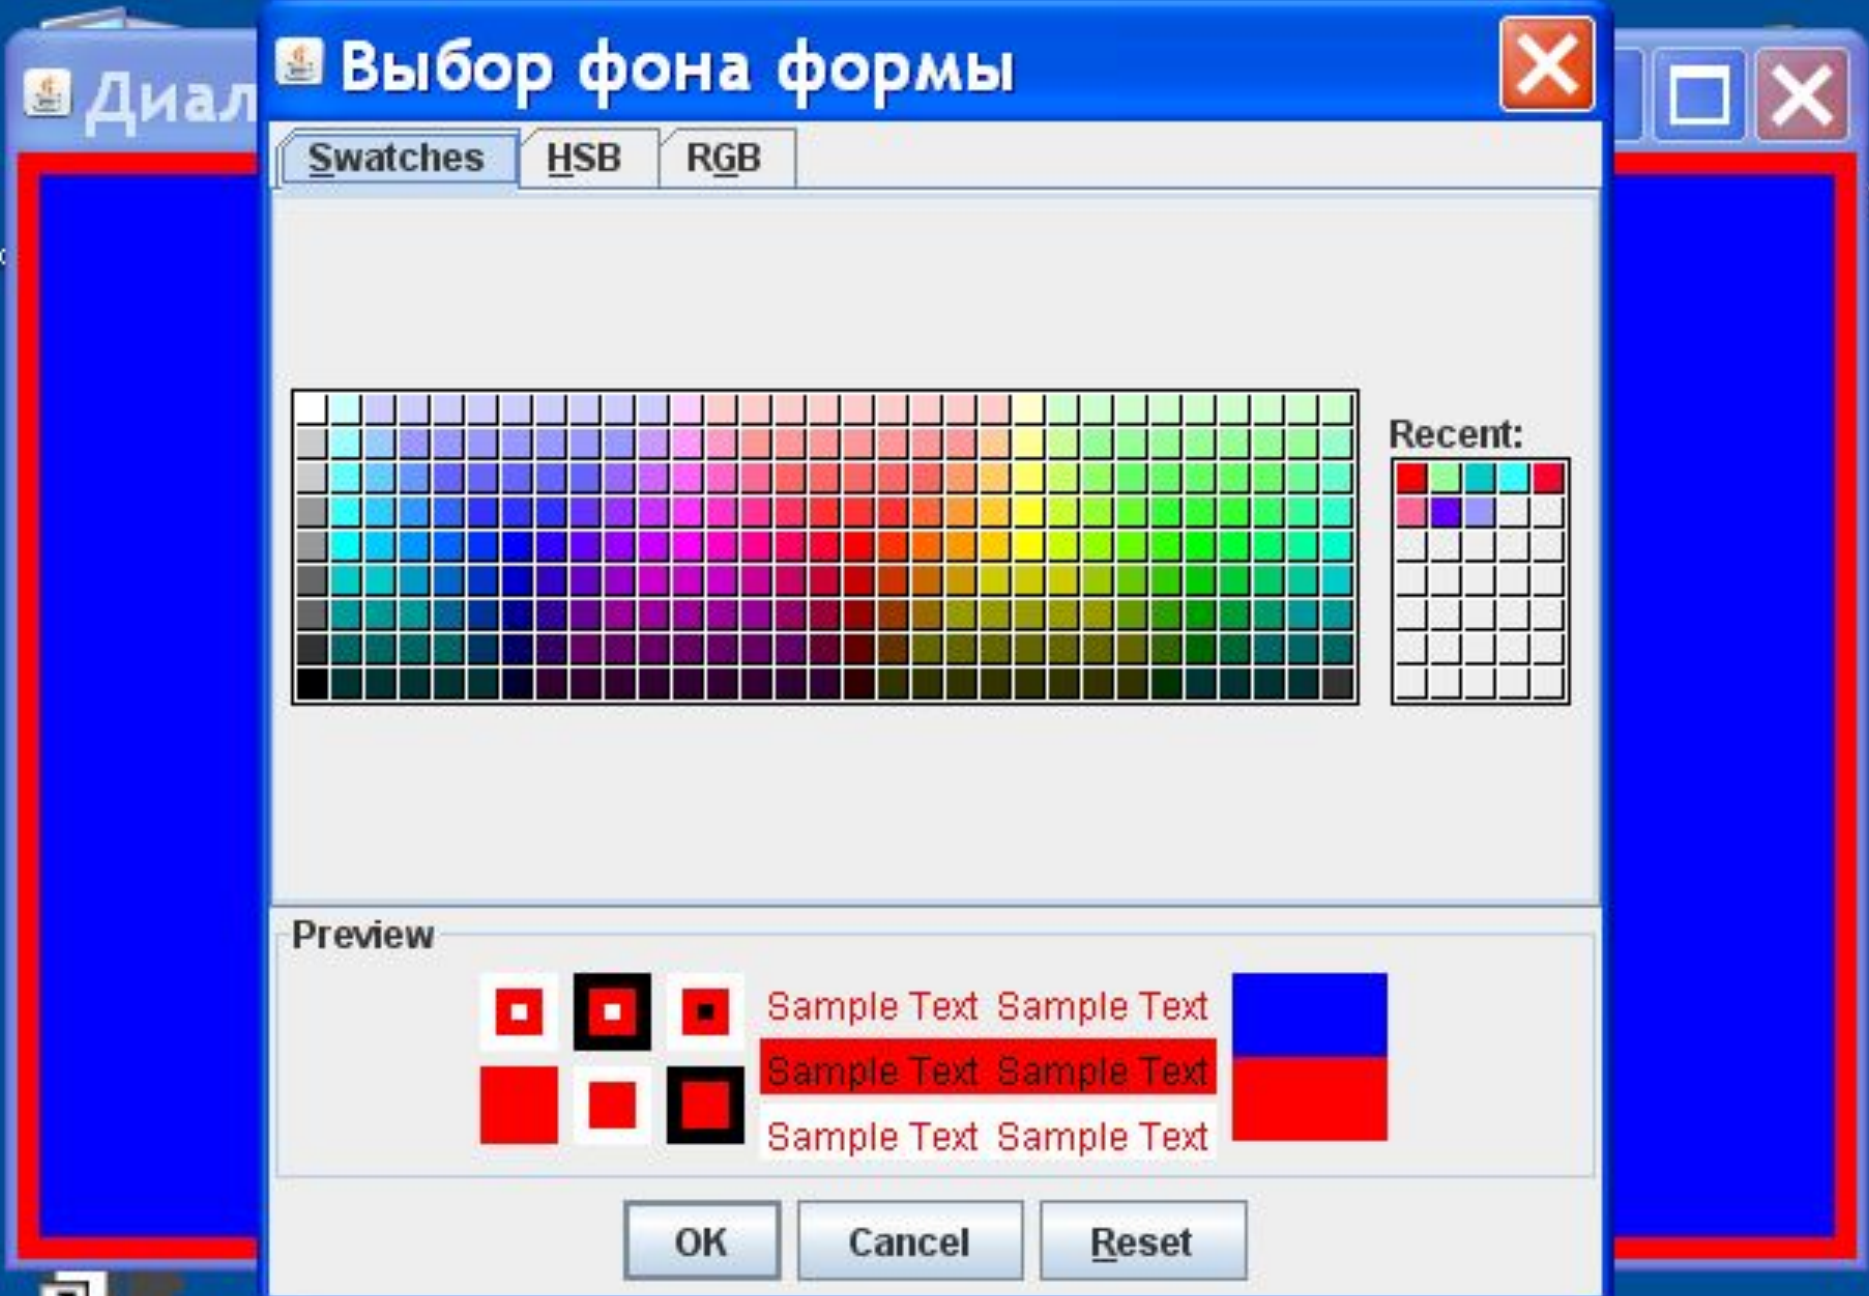 Диал
Выбор фона формы
Swatches HSB RGB
Recent:
Preview
Sample Text Sample Text
Sample Text Sample Text
Sample Text Sample Text
OK Cancel Reset